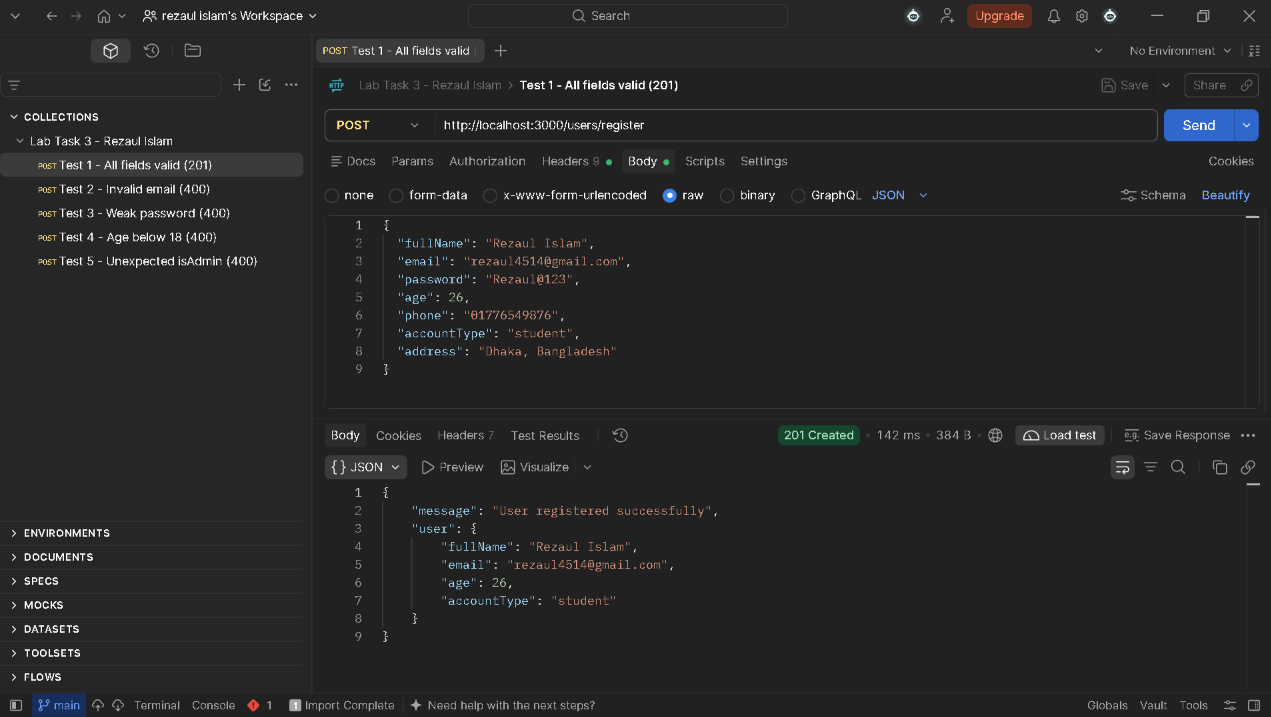 rezaul islam's Workspace
Search
Upgrade
POST Test 1 - All fields valid
No Environment
COLLECTIONS
Lab Task 3 - Rezaul Islam
POST Test 1 - All fields valid (201)
POST Test 2 - Invalid email (400)
POST Test 3 - Weak password (400)
POST Test 4 - Age below 18 (400)
POST Test 5 - Unexpected isAdmin (400)
ENVIRONMENTS
DOCUMENTS
SPECS
MOCKS
DATASETS
TOOLSETS
FLOWS
HTTP Lab Task 3 - Rezaul Islam > Test 1 - All fields valid (201)
Save
Share
POST http://localhost:3000/users/register
Send
Docs Params Authorization Headers 9 Body Scripts Settings Cookies
none form-data x-www-form-urlencoded raw binary GraphQL JSON Schema Beautify
1 {
2 "fullName": "Rezaul Islam",
3 "email": "rezaul4514@gmail.com",
4 "password": "Rezaul@123",
5 "age": 26,
6 "phone": "01776549876",
7 "accountType": "student",
8 "address": "Dhaka, Bangladesh"
9 }
Body Cookies Headers 7 Test Results 201 Created • 142 ms • 384 B Load test e.g. Save Response
{} JSON Preview Visualize
1 {
2 "message": "User registered successfully",
3 "user": {
4 "fullName": "Rezaul Islam",
5 "email": "rezaul4514@gmail.com",
6 "age": 26,
7 "accountType": "student"
8 }
9 }
main Terminal Console 1 1 Import Complete Need help with the next steps? Globals Vault Tools